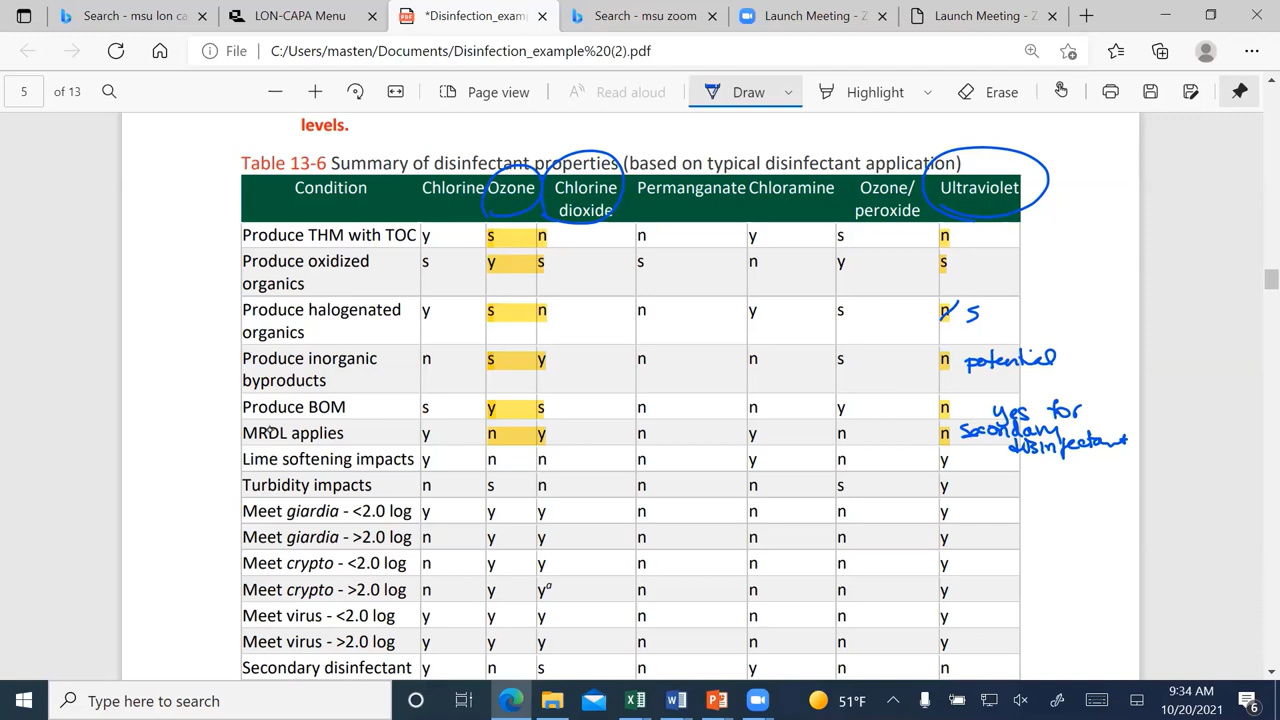 Search - msu lon ca
LON-CAPA Menu
*Disinfection_exam
Search - msu zoom
Launch Meeting - Z
Launch Meeting - Z
File C:/Users/masten/Documents/Disinfection_example%20(2).pdf
5 of 13 Page view Read aloud Draw Highlight Erase
levels.
Table 13-6 Summary of disinfectant properties (based on typical disinfectant application)
Condition Chlorine Ozone Chlorine dioxide Permanganate Chloramine Ozone/ peroxide Ultraviolet
Produce THM with TOC y s n n y s n
Produce oxidized organics s y s s n y s
Produce halogenated organics y s n n y s n s
Produce inorganic byproducts n s y n n s n potential
Produce BOM s y s n n y n yes for
MRDL applies y n y n y n n secondary
disinfectant
Lime softening impacts y n n n y n y
Turbidity impacts n s n n n s y
Meet giardia - <2.0 log y y y n n n y
Meet giardia - >2.0 log n y y n n n y
Meet crypto - <2.0 log n y y n n n y
Meet crypto - >2.0 log n y yª n n n y
Meet virus - <2.0 log y y y n n n y
Meet virus - >2.0 log y y y n n n y
Secondary disinfectant y n s n y n n
Type here to search
51°F
9:34 AM
10/20/2021
6